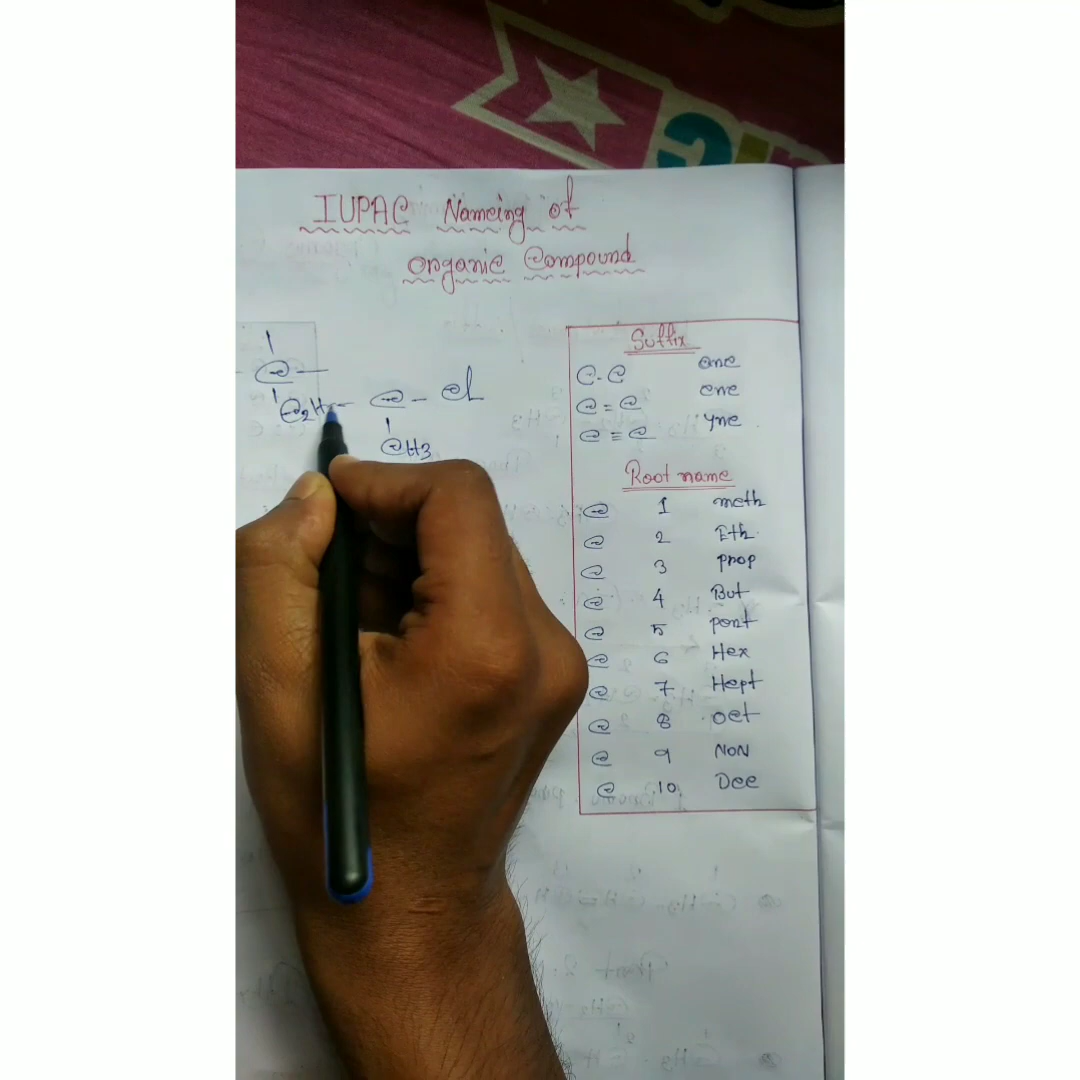 IUPAC Nameing of
Organic Compound
C
C2H - C - Cl
CH3
Suffix
C-C ane
C=C ene
C≡C yne
Root name
C 1 meth
C 2 Eth
C 3 prop
C 4 But
C 5 pent
C 6 Hex
C 7 Hept
C 8 oct
C 9 NON
C 10 Dec